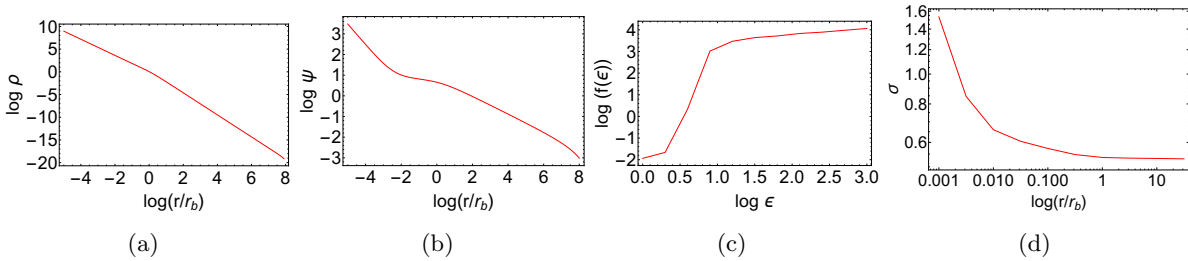 10
5
0
−5
−10
−15
−20
log ρ
−4 −2 0 2 4 6 8
log(r/r_b)
(a)
3
2
1
0
−1
−2
−3
log ψ
−4 −2 0 2 4 6 8
log(r/r_b)
(b)
4
3
2
1
0
−1
−2
log (f(ϵ))
0.0 0.5 1.0 1.5 2.0 2.5 3.0
log ϵ
(c)
1.6
1.4
1.2
1.0
0.8
0.6
σ
0.001 0.010 0.100 1 10
log(r/r_b)
(d)